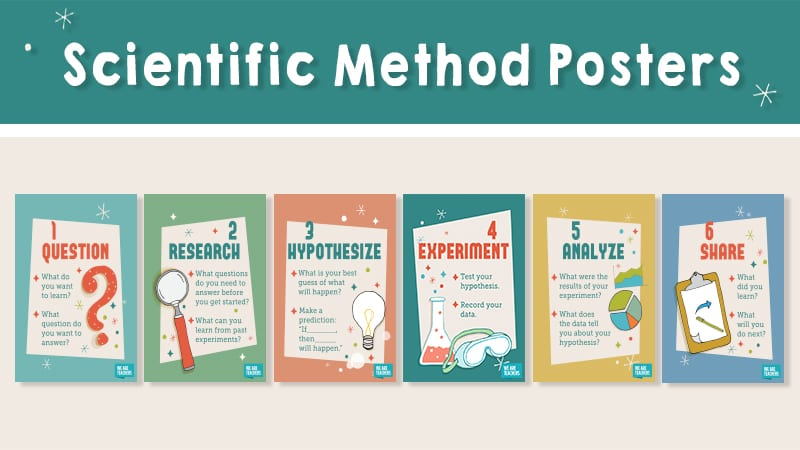 Scientific Method Posters
1
QUESTION
What do
you want
to learn?
What
question do
you want to
answer?
WE ARE
TEACHERS
2
RESEARCH
What questions
do you need to
answer before
you get started?
What can you
learn from past
experiments?
WE ARE
TEACHERS
3
HYPOTHESIZE
What is your best
guess of what
will happen?
Make a
prediction:
"If______
then______
will happen."
WE ARE
TEACHERS
4
EXPERIMENT
Test your
hypothesis.
Record your
data.
WE ARE
TEACHERS
5
ANALYZE
What were the
results of your
experiment?
What does
the data tell
you about your
hypothesis?
WE ARE
TEACHERS
6
SHARE
What
did you
learn?
What
will you
do next?
WE ARE
TEACHERS